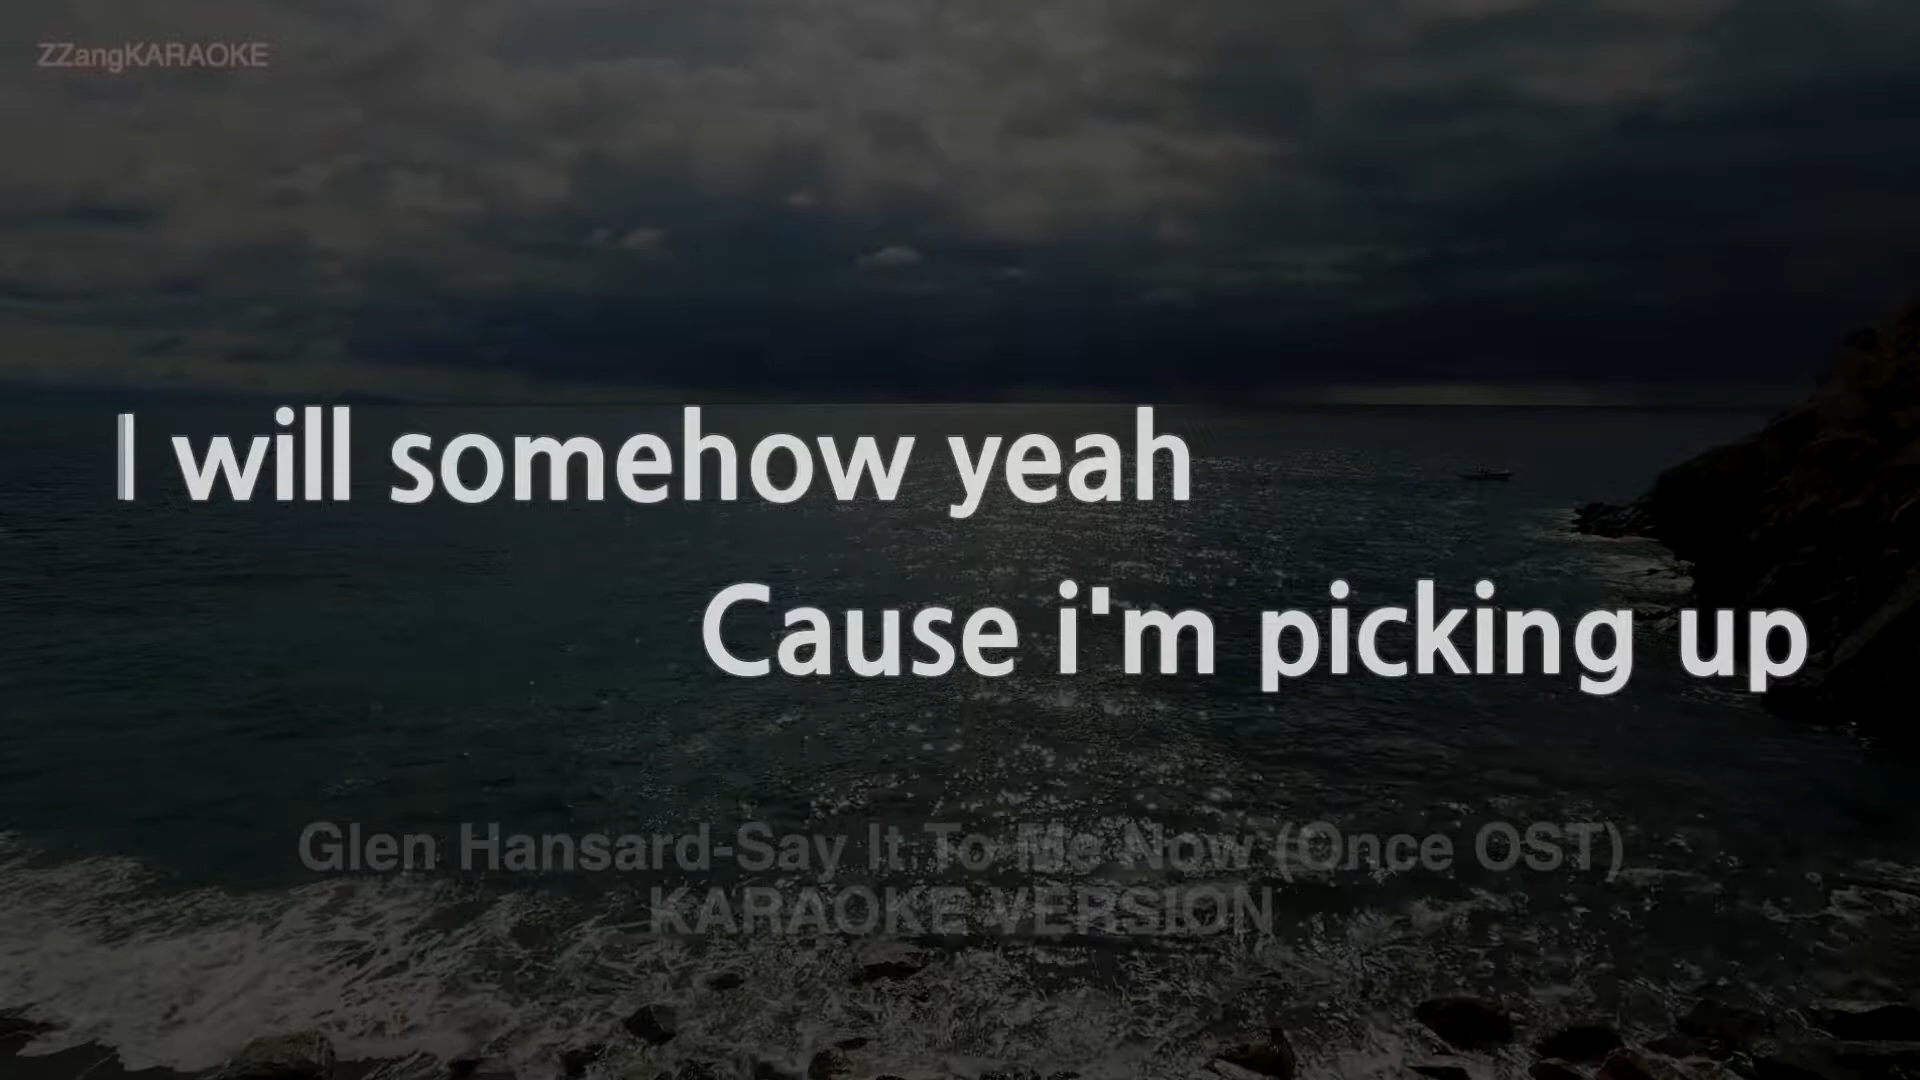 ZZangKARAOKE
I will somehow yeah
Cause i'm picking up
Glen Hansard-Say It To Me Now (Once OST)
KARAOKE VERSION